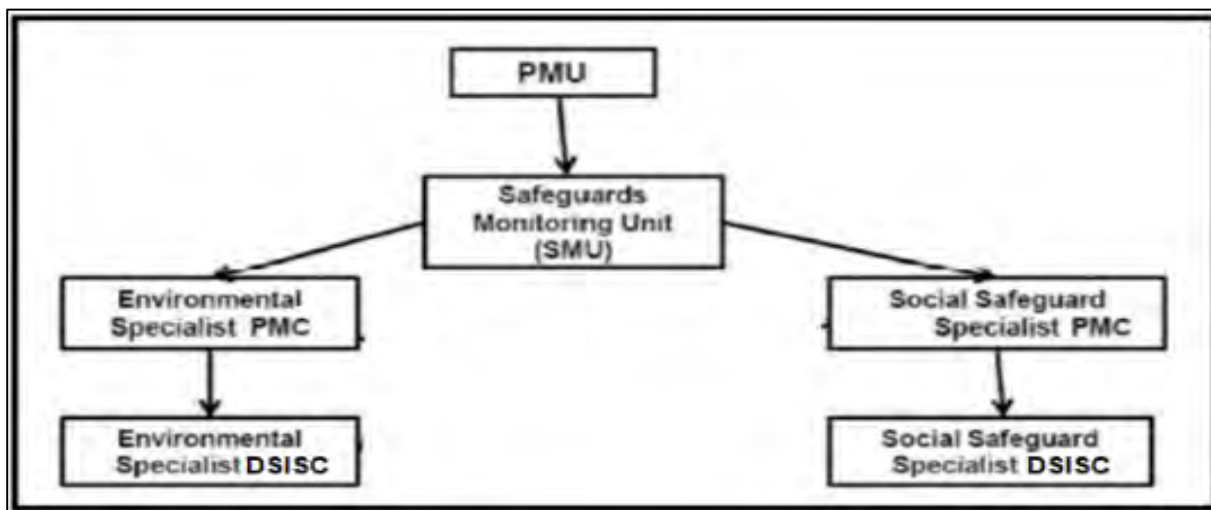 PMU
Safeguards
Monitoring Unit
(SMU)
Environmental
Specialist PMC
Social Safeguard
Specialist PMC
Environmental
Specialist DSISC
Social Safeguard
Specialist DSISC